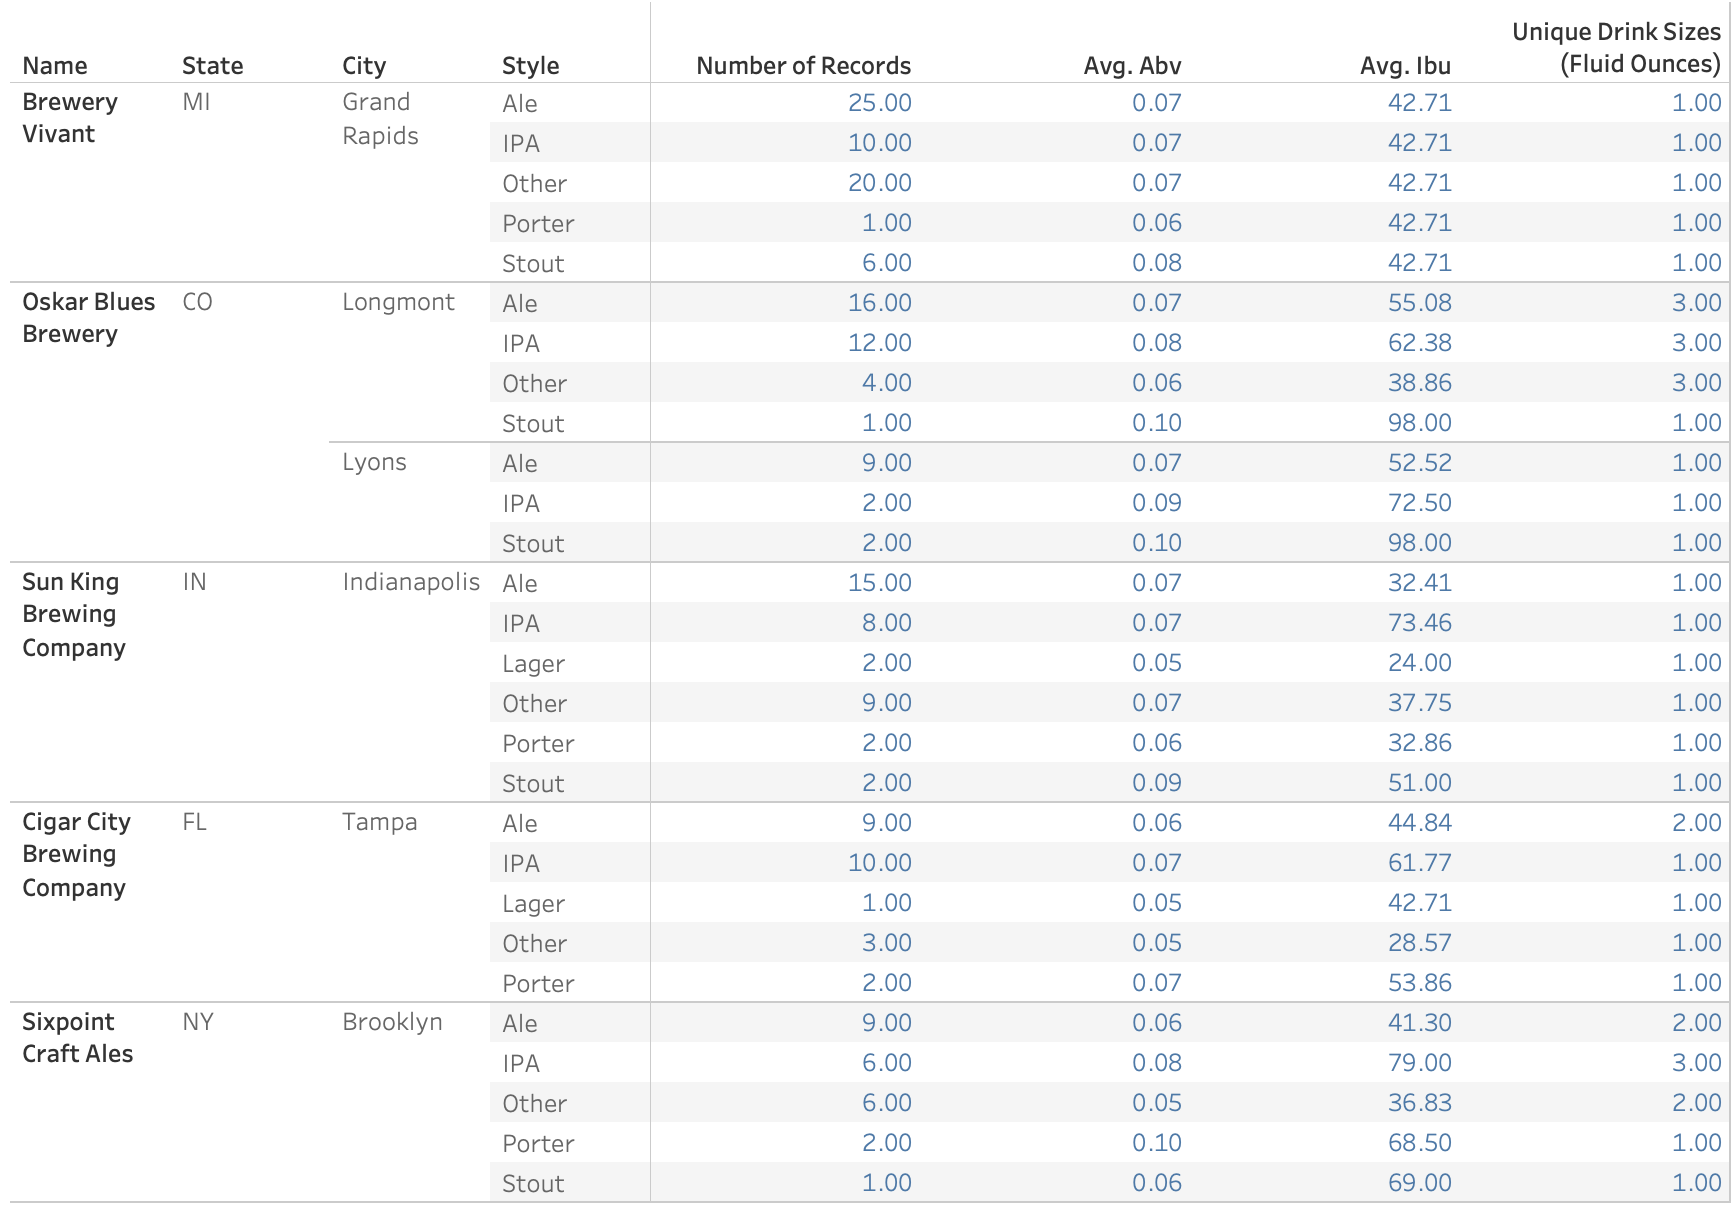 Unique Drink Sizes
Name State City Style Number of Records Avg. Abv Avg. Ibu (Fluid Ounces)
Brewery MI Grand Ale 25.00 0.07 42.71 1.00
Vivant Rapids IPA 10.00 0.07 42.71 1.00
Other 20.00 0.07 42.71 1.00
Porter 1.00 0.06 42.71 1.00
Stout 6.00 0.08 42.71 1.00
Oskar Blues CO Longmont Ale 16.00 0.07 55.08 3.00
Brewery IPA 12.00 0.08 62.38 3.00
Other 4.00 0.06 38.86 3.00
Stout 1.00 0.10 98.00 1.00
Lyons Ale 9.00 0.07 52.52 1.00
IPA 2.00 0.09 72.50 1.00
Stout 2.00 0.10 98.00 1.00
Sun King IN Indianapolis Ale 15.00 0.07 32.41 1.00
Brewing IPA 8.00 0.07 73.46 1.00
Company Lager 2.00 0.05 24.00 1.00
Other 9.00 0.07 37.75 1.00
Porter 2.00 0.06 32.86 1.00
Stout 2.00 0.09 51.00 1.00
Cigar City FL Tampa Ale 9.00 0.06 44.84 2.00
Brewing IPA 10.00 0.07 61.77 1.00
Company Lager 1.00 0.05 42.71 1.00
Other 3.00 0.05 28.57 1.00
Porter 2.00 0.07 53.86 1.00
Sixpoint NY Brooklyn Ale 9.00 0.06 41.30 2.00
Craft Ales IPA 6.00 0.08 79.00 3.00
Other 6.00 0.05 36.83 2.00
Porter 2.00 0.10 68.50 1.00
Stout 1.00 0.06 69.00 1.00